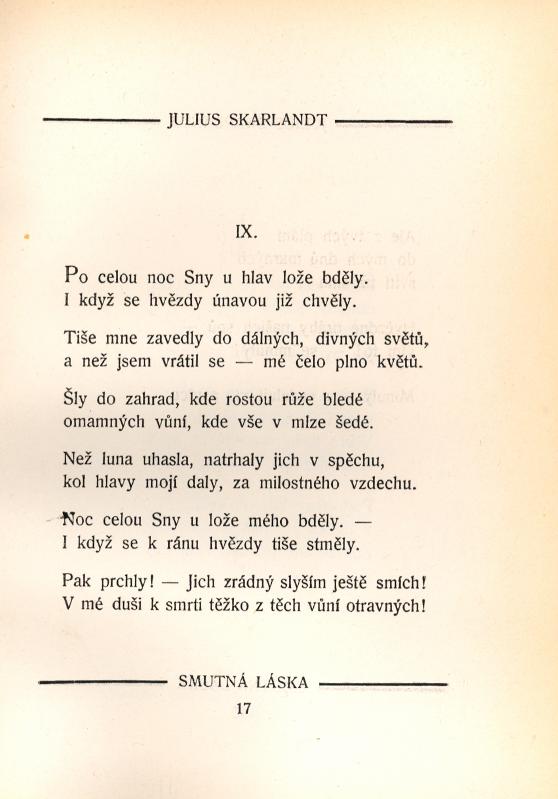 JULIUS SKARLANDT
IX.
Po celou noc Sny u hlav lože bděly.
I když se hvězdy únavou již chvěly.
Tiše mne zavedly do dálných, divných světů,
a než jsem vrátil se — mé čelo plno květů.
Šly do zahrad, kde rostou růže bledé
omamných vůní, kde vše v mlze šedé.
Než luna uhasla, natrhaly jich v spěchu,
kol hlavy mojí daly, za milostného vzdechu.
Noc celou Sny u lože mého bděly. —
I když se k ránu hvězdy tiše stměly.
Pak prchly! — Jich zrádný slyším ještě smích!
V mé duši k smrti těžko z těch vůní otravných!
SMUTNÁ LÁSKA
17